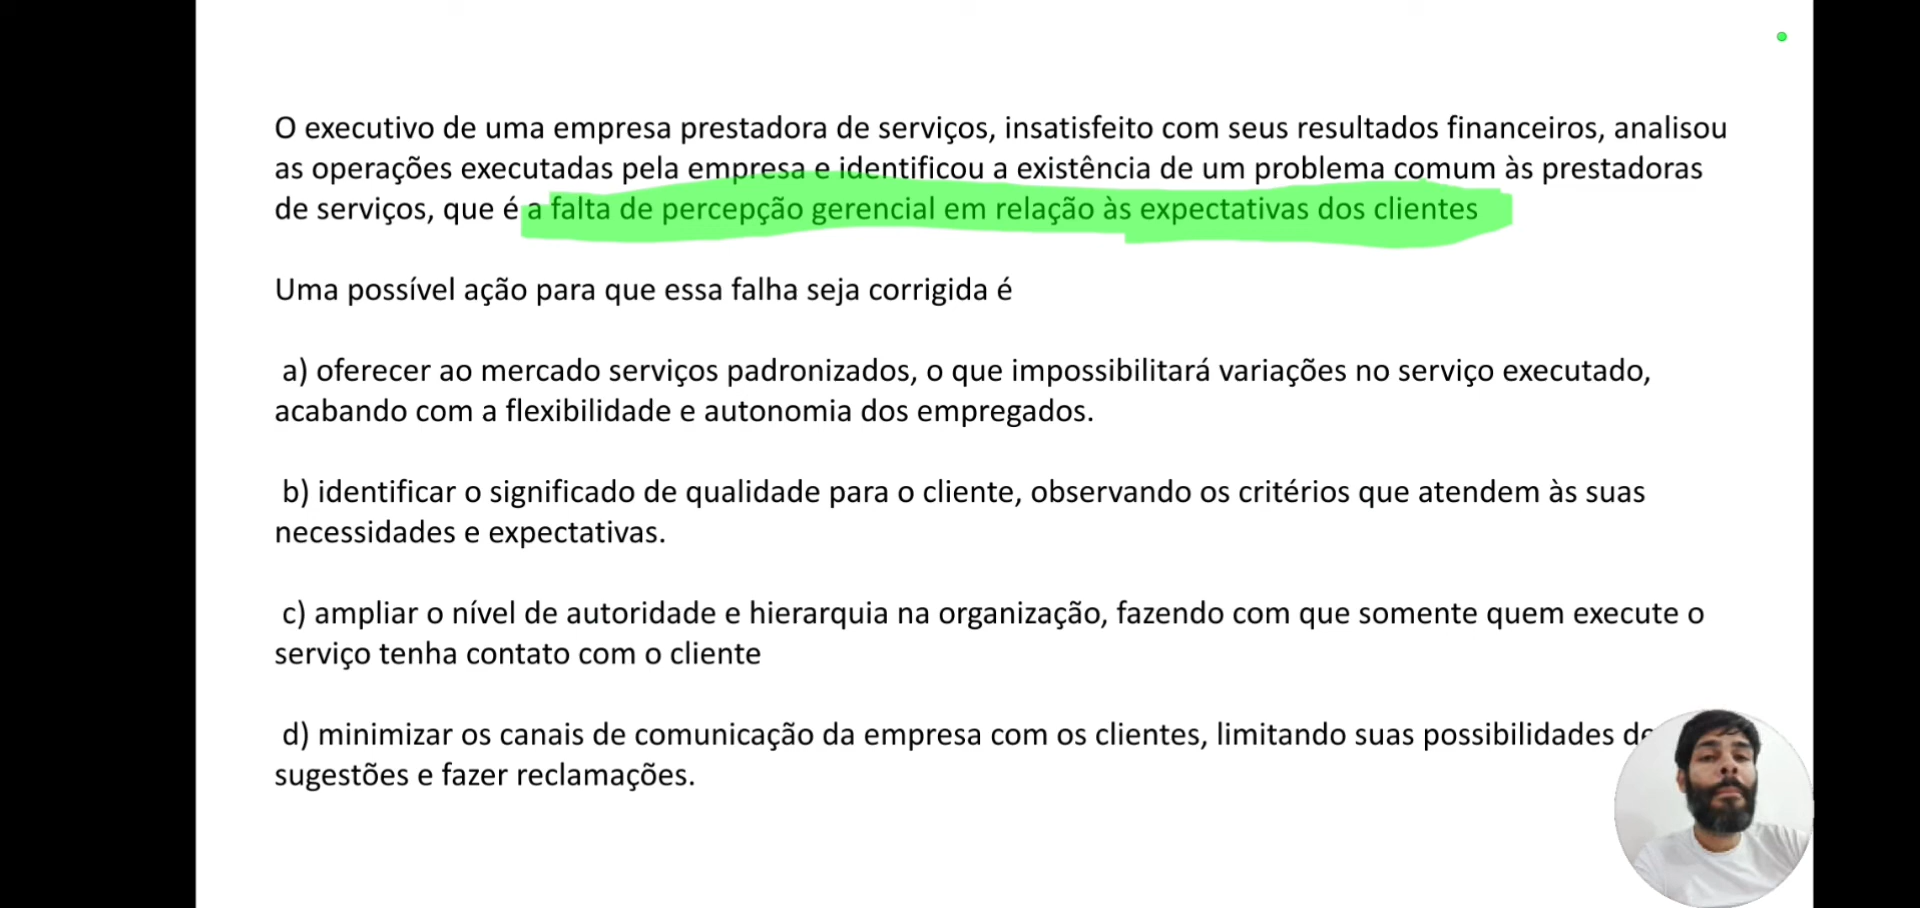 O executivo de uma empresa prestadora de serviços, insatisfeito com seus resultados financeiros, analisou
as operações executadas pela empresa e identificou a existência de um problema comum às prestadoras
de serviços, que é a falta de percepção gerencial em relação às expectativas dos clientes
Uma possível ação para que essa falha seja corrigida é
a) oferecer ao mercado serviços padronizados, o que impossibilitará variações no serviço executado,
acabando com a flexibilidade e autonomia dos empregados.
b) identificar o significado de qualidade para o cliente, observando os critérios que atendem às suas
necessidades e expectativas.
c) ampliar o nível de autoridade e hierarquia na organização, fazendo com que somente quem execute o
serviço tenha contato com o cliente
d) minimizar os canais de comunicação da empresa com os clientes, limitando suas possibilidades de
sugestões e fazer reclamações.